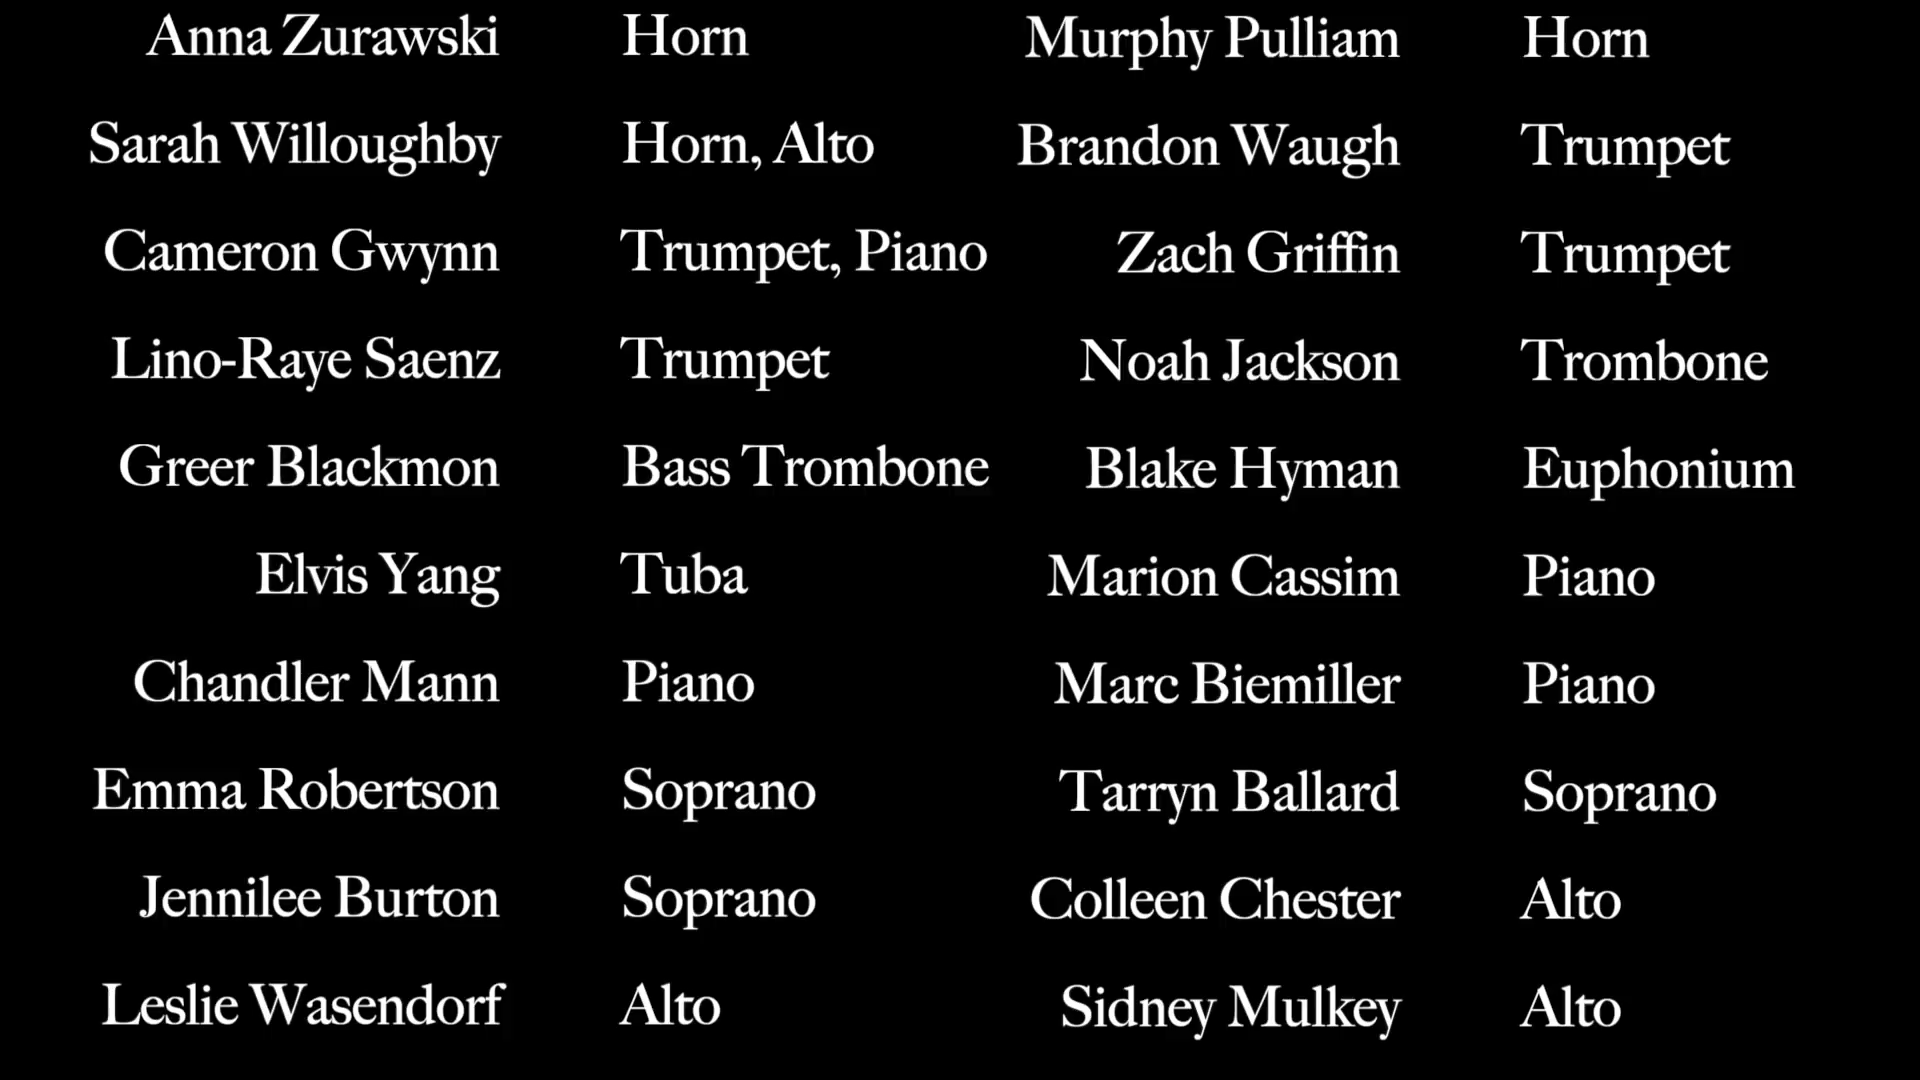 Anna Zurawski Horn Murphy Pulliam Horn
Sarah Willoughby Horn, Alto Brandon Waugh Trumpet
Cameron Gwynn Trumpet, Piano Zach Griffin Trumpet
Lino-Raye Saenz Trumpet Noah Jackson Trombone
Greer Blackmon Bass Trombone Blake Hyman Euphonium
Elvis Yang Tuba Marion Cassim Piano
Chandler Mann Piano Marc Biemiller Piano
Emma Robertson Soprano Tarryn Ballard Soprano
Jennilee Burton Soprano Colleen Chester Alto
Leslie Wasendorf Alto Sidney Mulkey Alto